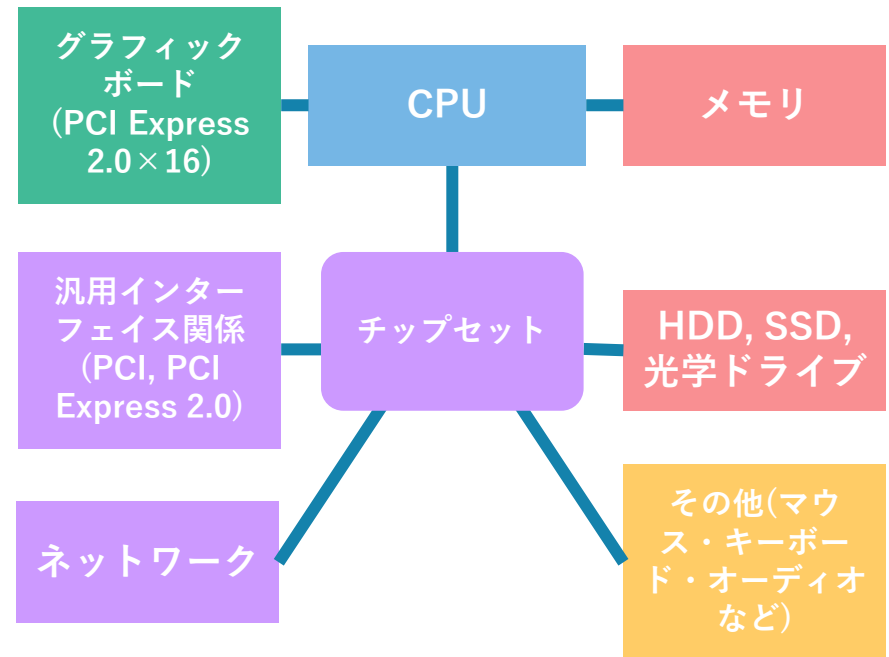 グラフィック
ボード
(PCI Express
2.0×16)
CPU
メモリ
汎用インター
フェイス関係
(PCI, PCI
Express 2.0)
チップセット
HDD, SSD,
光学ドライブ
ネットワーク
その他(マウ
ス・キーボー
ド・オーディオ
など)